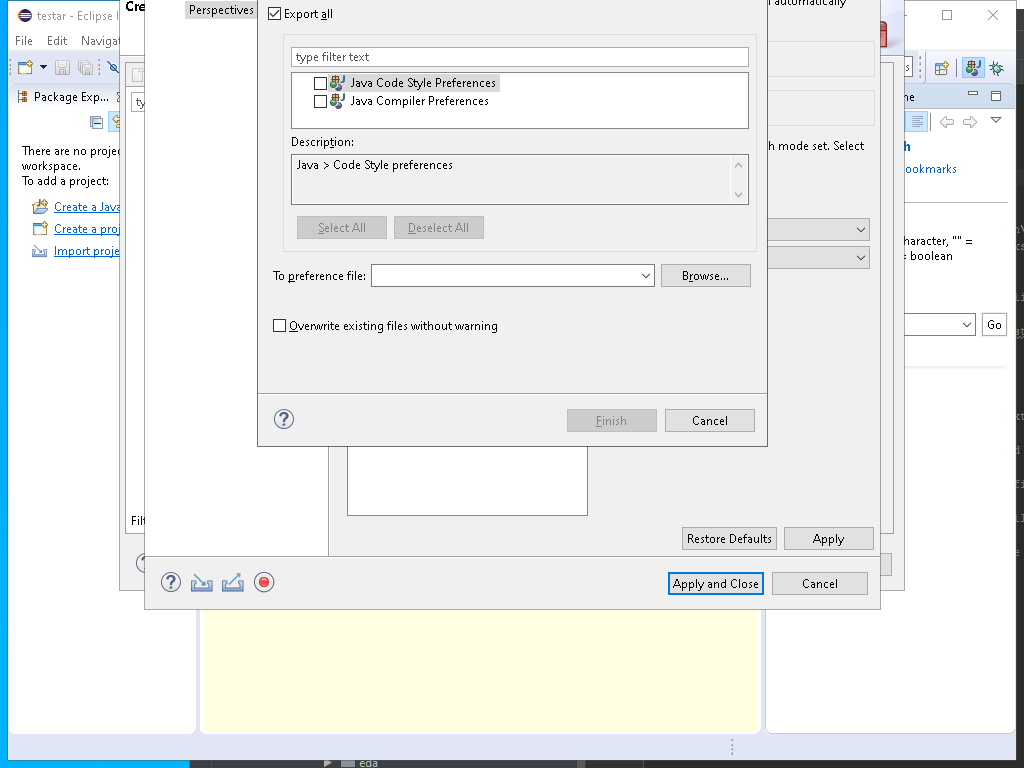 testar - Eclipse I
File Edit Navigat
Package Exp...
There are no projec
workspace.
To add a project:
Create a Java
Create a proj
Import proje
Cre
ty
Filt
Perspectives
Export all
type filter text
Java Code Style Preferences
Java Compiler Preferences
Description:
Java > Code Style preferences
Select All
Deselect All
To preference file:
Browse...
Overwrite existing files without warning
Finish
Cancel
automatically
h mode set. Select
Restore Defaults
Apply
Apply and Close
Cancel
ne
h
ookmarks
haracter, "" =
= boolean
Go
eda